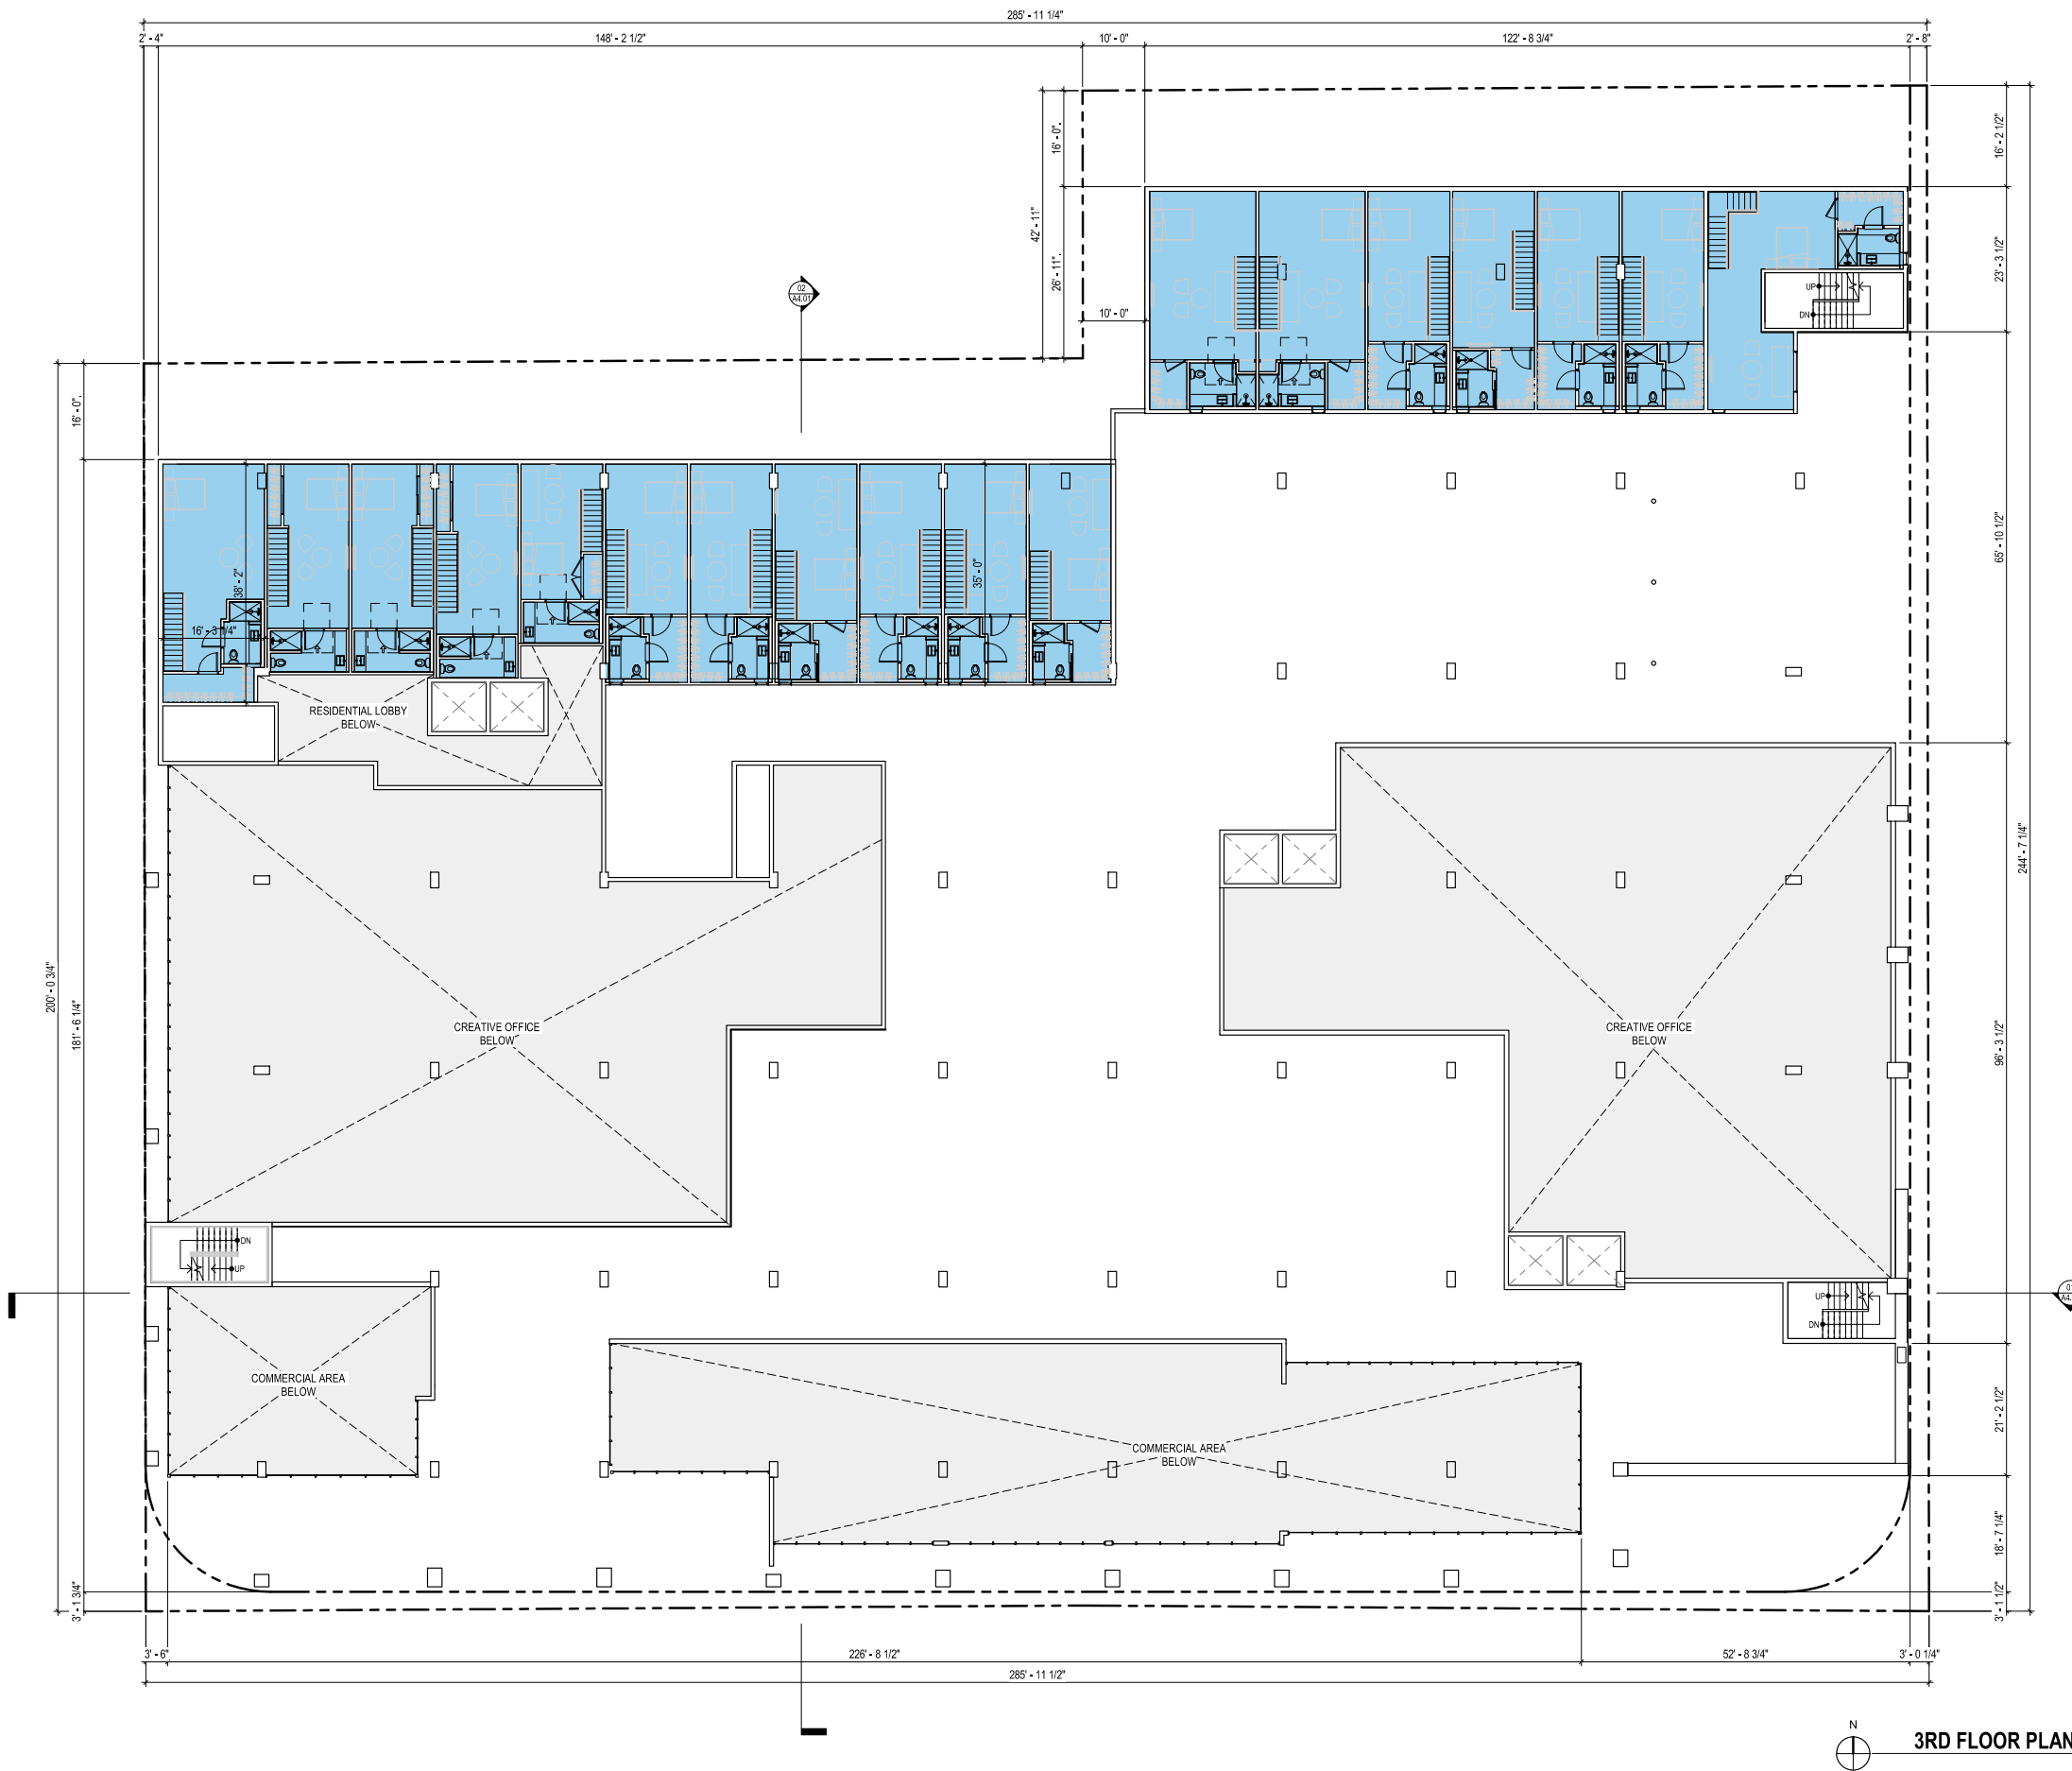 285' - 11 1/4"
2' - 4"
148' - 2 1/2"
10' - 0"
122' - 8 3/4"
2' - 8"
16' - 0".
42' - 11"
26' - 11".
10' - 0"
16' - 2 1/2"
23' - 3 1/2"
02
A4.01
UP
DN
16' - 0".
38' - 2"
35' - 0"
16' - 3 1/4"
65' - 10 1/2"
RESIDENTIAL LOBBY
BELOW
244' - 7 1/4"
200' - 0 3/4"
181' - 6 1/4"
CREATIVE OFFICE
BELOW
CREATIVE OFFICE
BELOW
96' - 3 1/2"
DN
UP
UP
DN
COMMERCIAL AREA
BELOW
COMMERCIAL AREA
BELOW
21' - 2 1/2"
18' - 7 1/4"
3' - 1 3/4"
3' - 1 1/2"
3' - 6"
226' - 8 1/2"
52' - 8 3/4"
3' - 0 1/4"
285' - 11 1/2"
N
3RD FLOOR PLAN